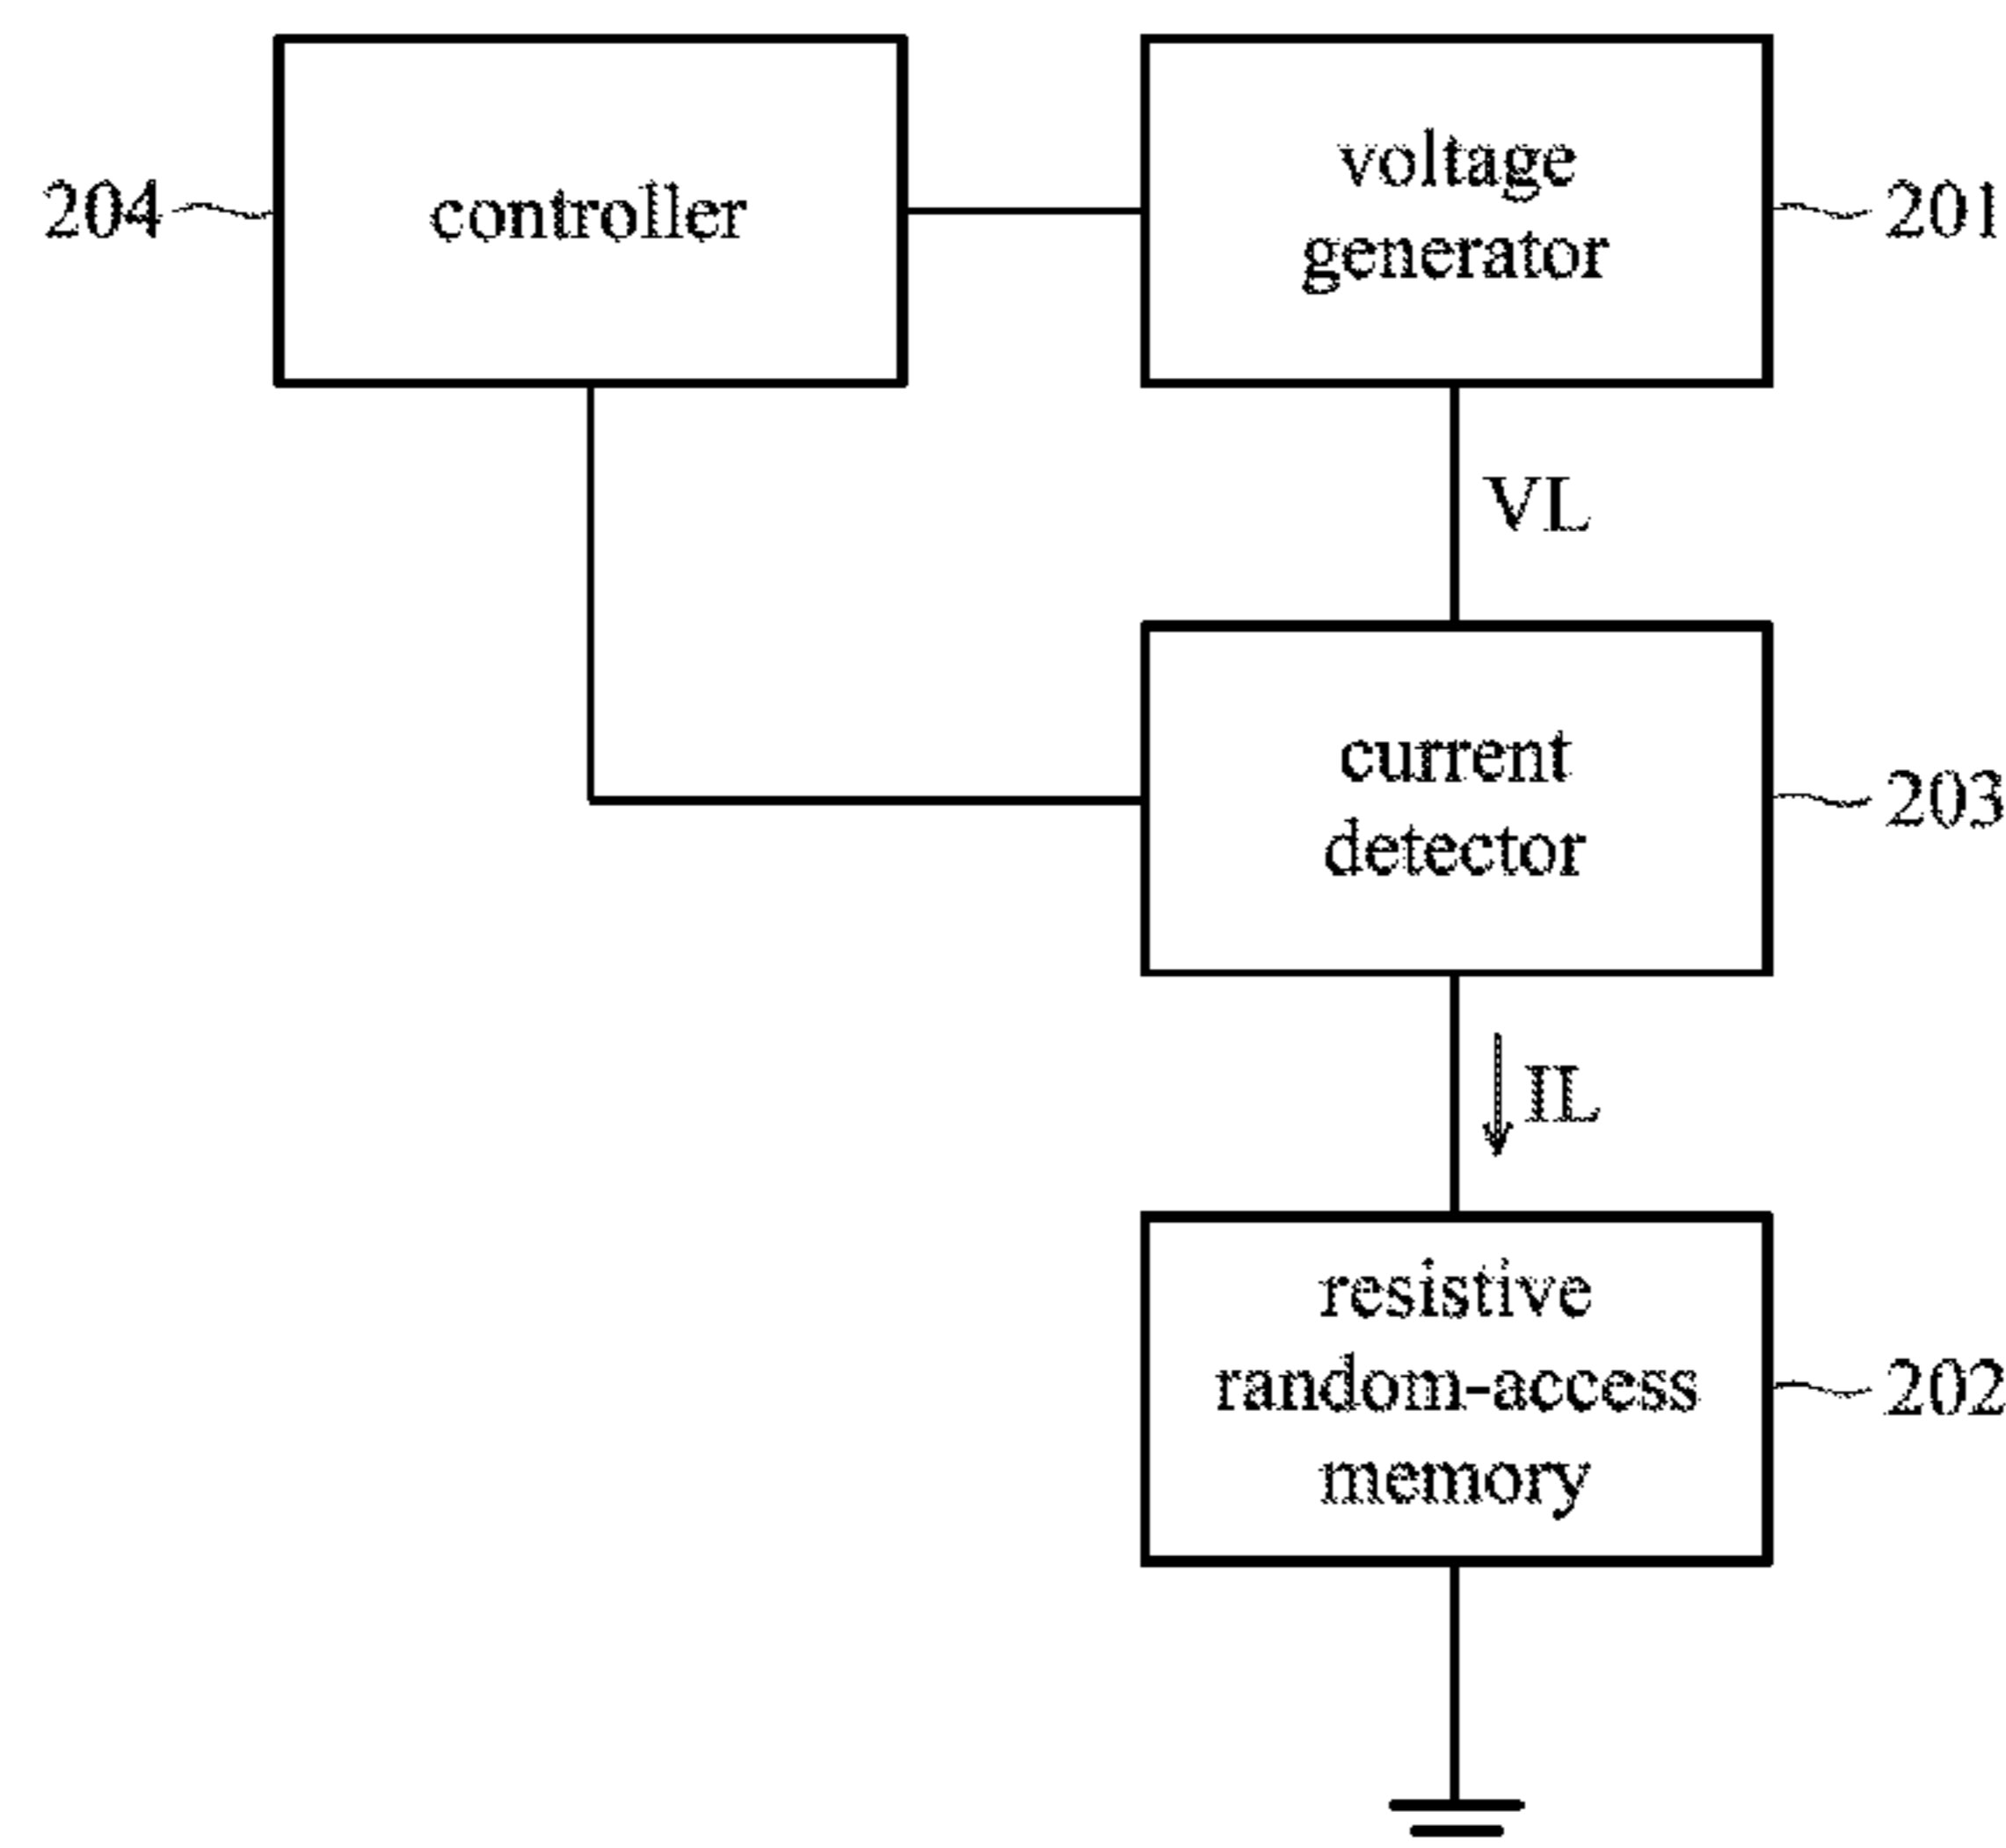 204
controller
voltage
generator
201
VL
current
detector
203
IL
resistive
random-access
memory
202